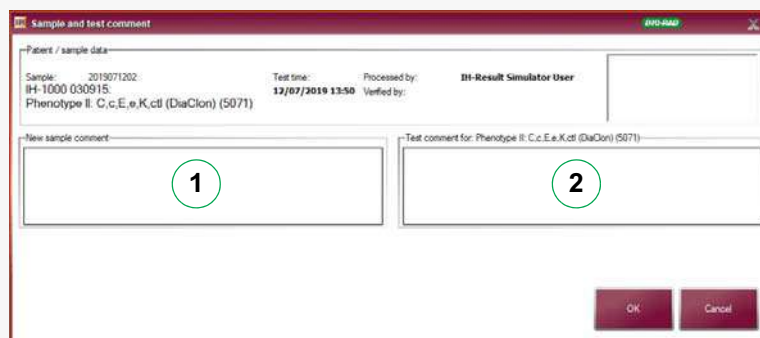 Sample and test comment
BIO-RAD
Patient / sample data
Sample: 2019071202 Test time: Processed by: IH-Result Simulator User
IH-1000 030915: 12/07/2019 13:50 Verified by:
Phenotype II: C,c,E,e,K,ctl (DiaClon) (5071)
New sample comment Test comment for: Phenotype II: C,c,E,e,K,ctl (DiaClon) (5071)
1 2
OK Cancel